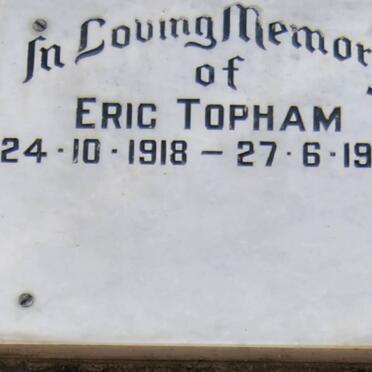 In Loving Memor
of
ERIC TOPHAM
24 · 10 · 1918 – 27 · 6 · 19